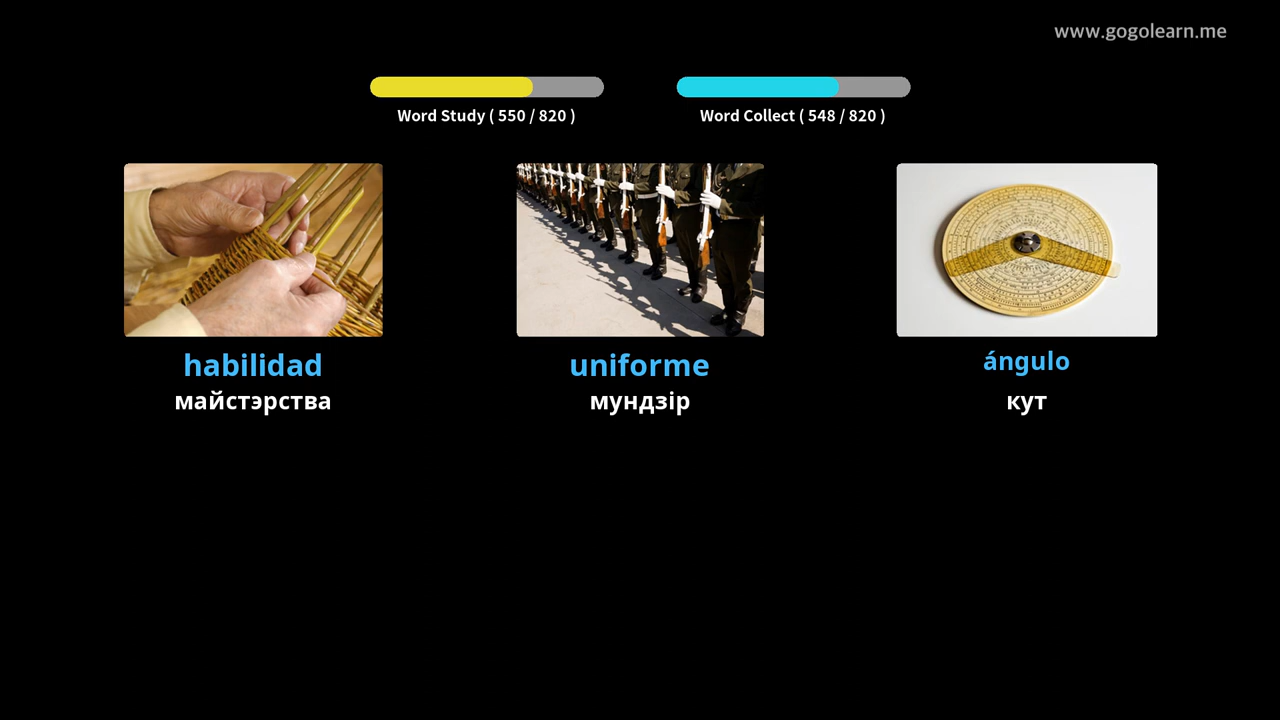 www.gogolearn.me
Word Study ( 550 / 820 )
Word Collect ( 548 / 820 )
habilidad
майстэрства
uniforme
мундзір
ángulo
кут